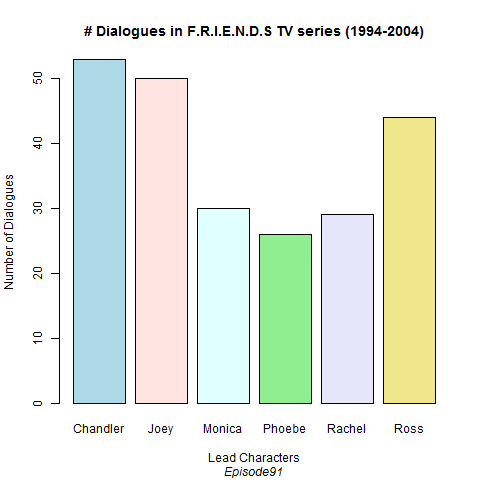 # Dialogues in F.R.I.E.N.D.S TV series (1994-2004)
Number of Dialogues
50
40
30
20
10
0
Chandler Joey Monica Phoebe Rachel Ross
Lead Characters
Episode91